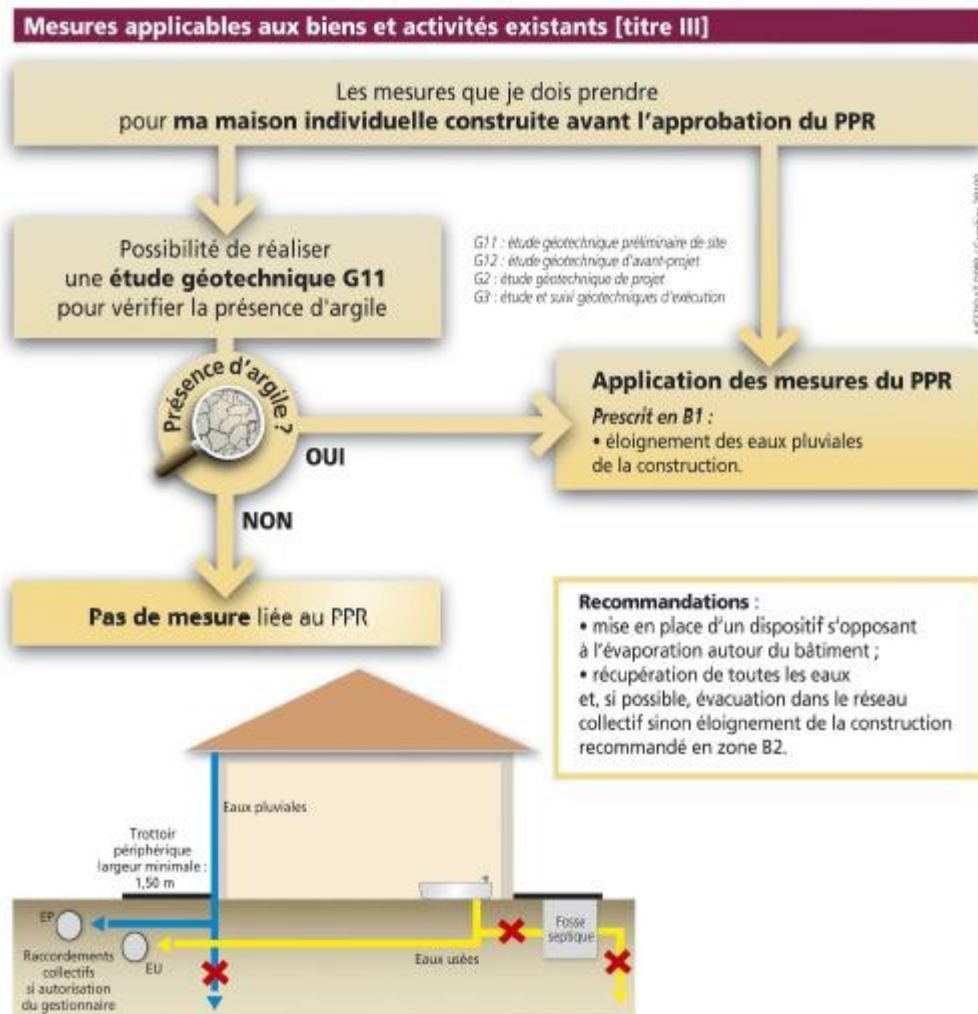 Mesures applicables aux biens et activités existants [titre III]
Les mesures que je dois prendre
pour ma maison individuelle construite avant l'approbation du PPR
Possibilité de réaliser
une étude géotechnique G11
pour vérifier la présence d'argile
G11 : étude géotechnique préliminaire de site
G12 : étude géotechnique d'avant-projet
G2 : étude géotechnique de projet
G3 : étude et suivi géotechniques d'exécution
Présence d'argile ?
OUI
NON
Application des mesures du PPR
Prescrit en B1 :
• éloignement des eaux pluviales
de la construction.
Pas de mesure liée au PPR
Recommandations :
• mise en place d'un dispositif s'opposant
à l'évaporation autour du bâtiment ;
• récupération de toutes les eaux
et, si possible, évacuation dans le réseau
collectif sinon éloignement de la construction
recommandé en zone B2.
Eaux pluviales
Trottoir
périphérique
largeur minimale :
1,50 m
EP
EU
Raccordements
collectifs
si autorisation
du gestionnaire
Eaux usées
Fosse
septique